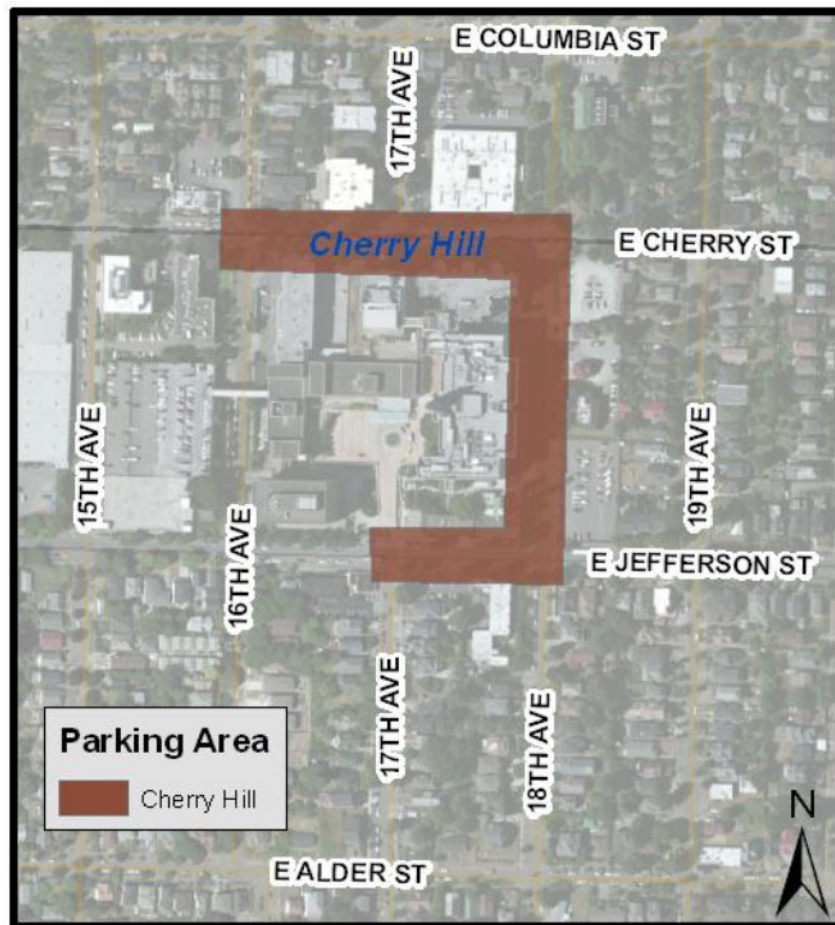 E COLUMBIA ST
17TH AVE
Cherry Hill
E CHERRY ST
15TH AVE
16TH AVE
19TH AVE
E JEFFERSON ST
17TH AVE
18TH AVE
Parking Area
Cherry Hill
N
E ALDER ST